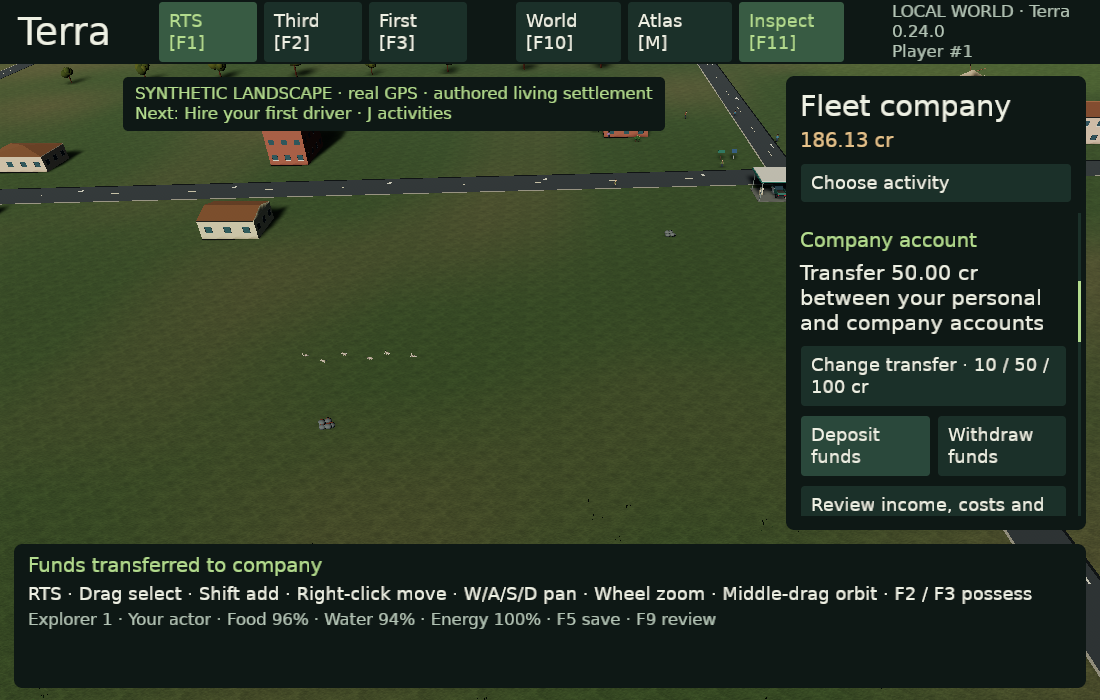 Terra
RTS
[F1]
Third
[F2]
First
[F3]
World
[F10]
Atlas
[M]
Inspect
[F11]
LOCAL WORLD · Terra
0.24.0
Player #1
SYNTHETIC LANDSCAPE · real GPS · authored living settlement
Next: Hire your first driver · J activities
Fleet company
186.13 cr
Choose activity
Company account
Transfer 50.00 cr
between your personal
and company accounts
Change transfer · 10 / 50 /
100 cr
Deposit
funds
Withdraw
funds
Review income, costs and
Funds transferred to company
RTS · Drag select · Shift add · Right-click move · W/A/S/D pan · Wheel zoom · Middle-drag orbit · F2 / F3 possess
Explorer 1 · Your actor · Food 96% · Water 94% · Energy 100% · F5 save · F9 review